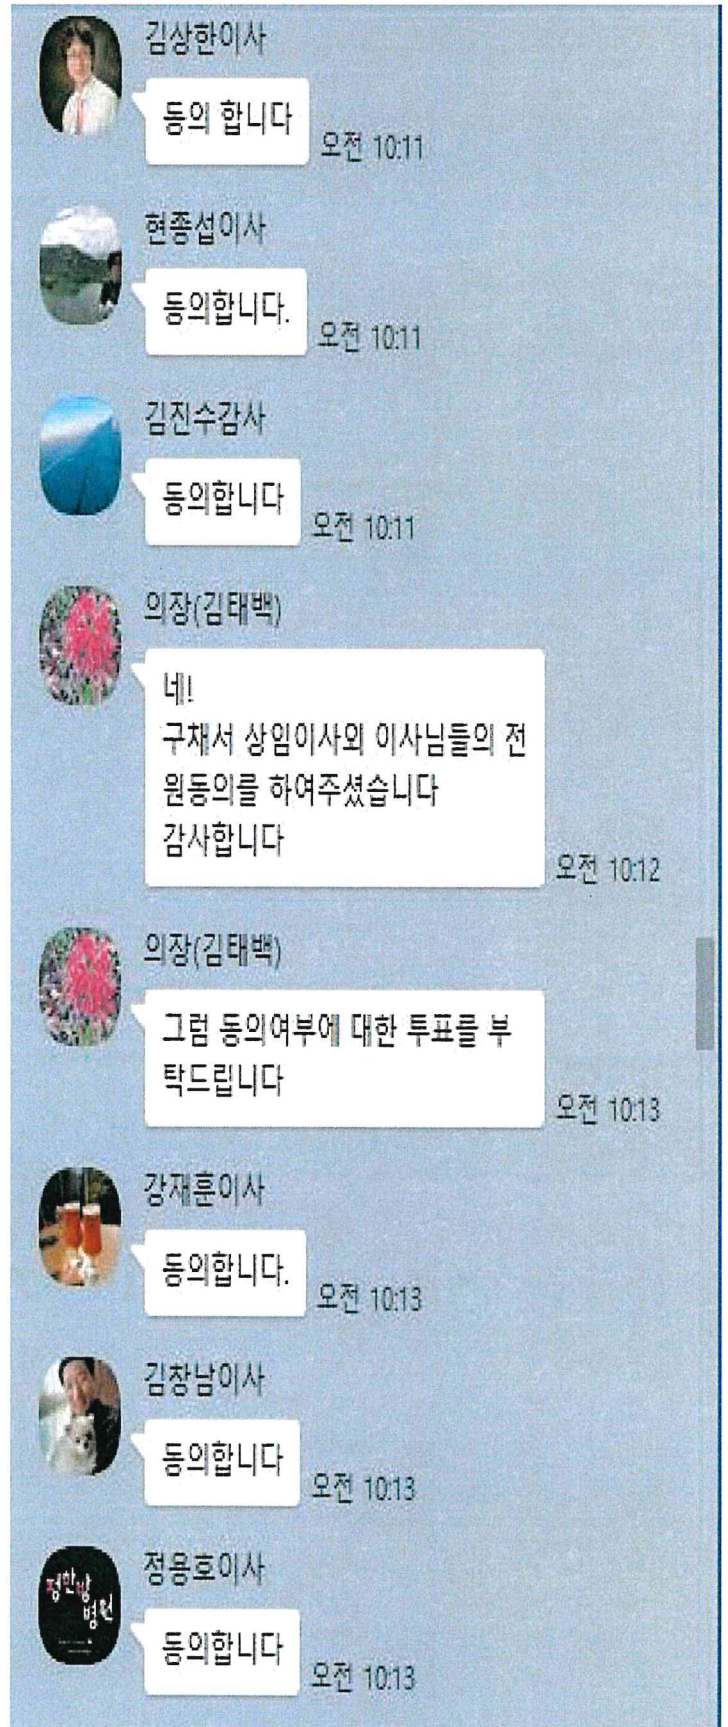 김상한이사
동의 합니다
오전 10:11
현종섭이사
동의합니다.
오전 10:11
김진수감사
동의합니다
오전 10:11
의장(김태백)
네!
구채서 상임이사외 이사님들의 전
원동의를 하여주셨습니다
감사합니다
오전 10:12
의장(김태백)
그럼 동의여부에 대한 투표를 부
탁드립니다
오전 10:13
강재훈이사
동의합니다.
오전 10:13
김창남이사
동의합니다
오전 10:13
정용호이사
정한방
병원
동의합니다
오전 10:13